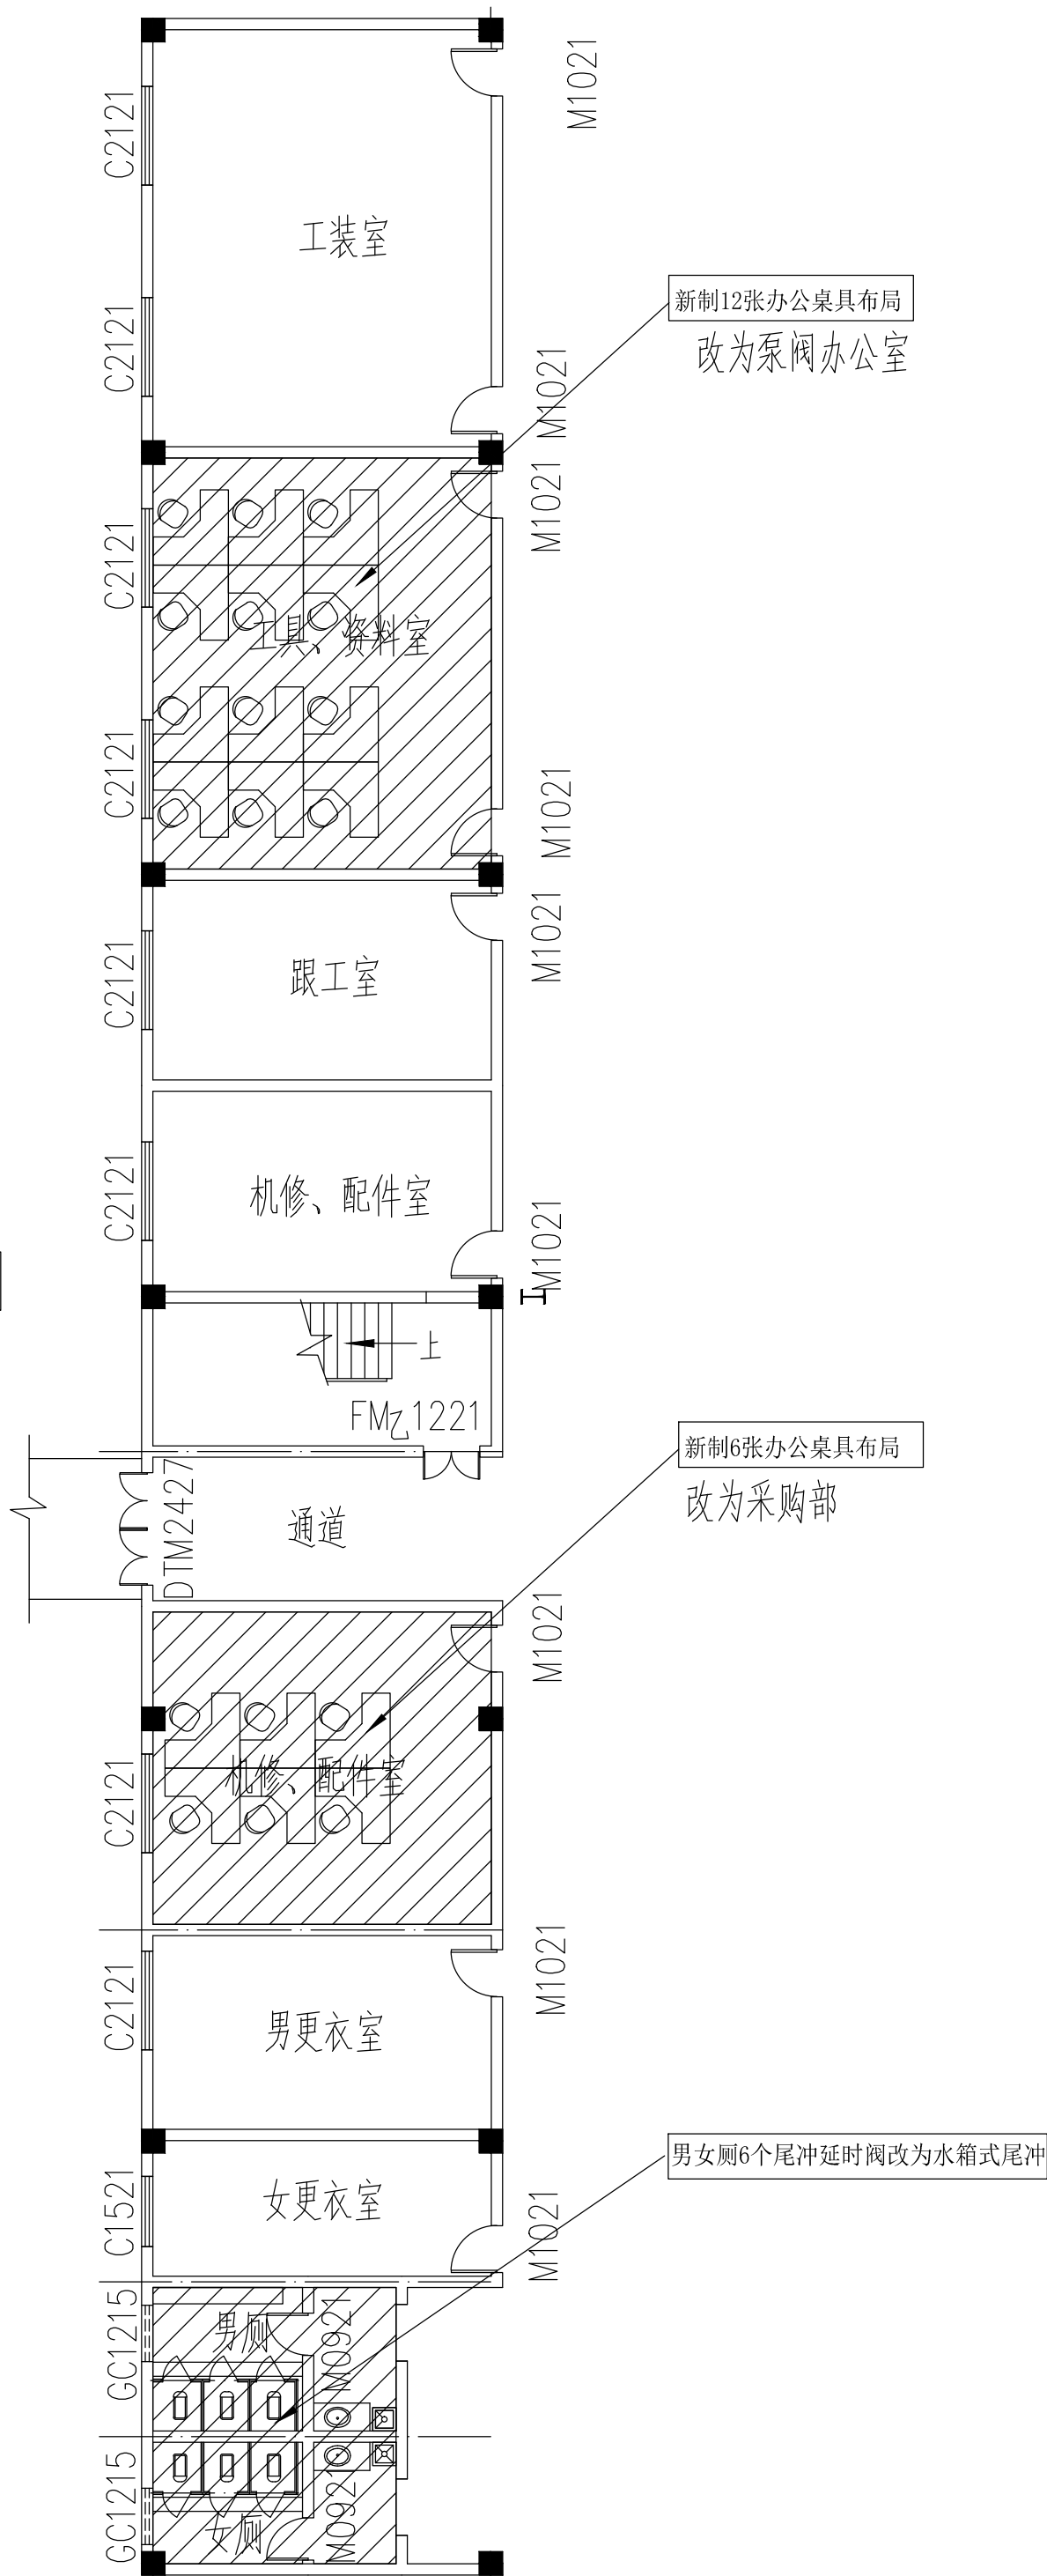 M1021
C2121
工装室
新制12张办公桌具布局
改为泵阀办公室
C2121
M1021
M1021
C2121
工具、资料室
C2121
M1021
M1021
C2121
跟工室
C2121
机修、配件室
M1021
上
FM乙1221
新制6张办公桌具布局
改为采购部
DTM2427
通道
M1021
C2121
机修、配件室
M1021
C2121
男更衣室
男女厕6个尾冲延时阀改为水箱式尾冲
C1521
女更衣室
M1021
GC1215
男厕
M0921
GC1215
女厕
M0921